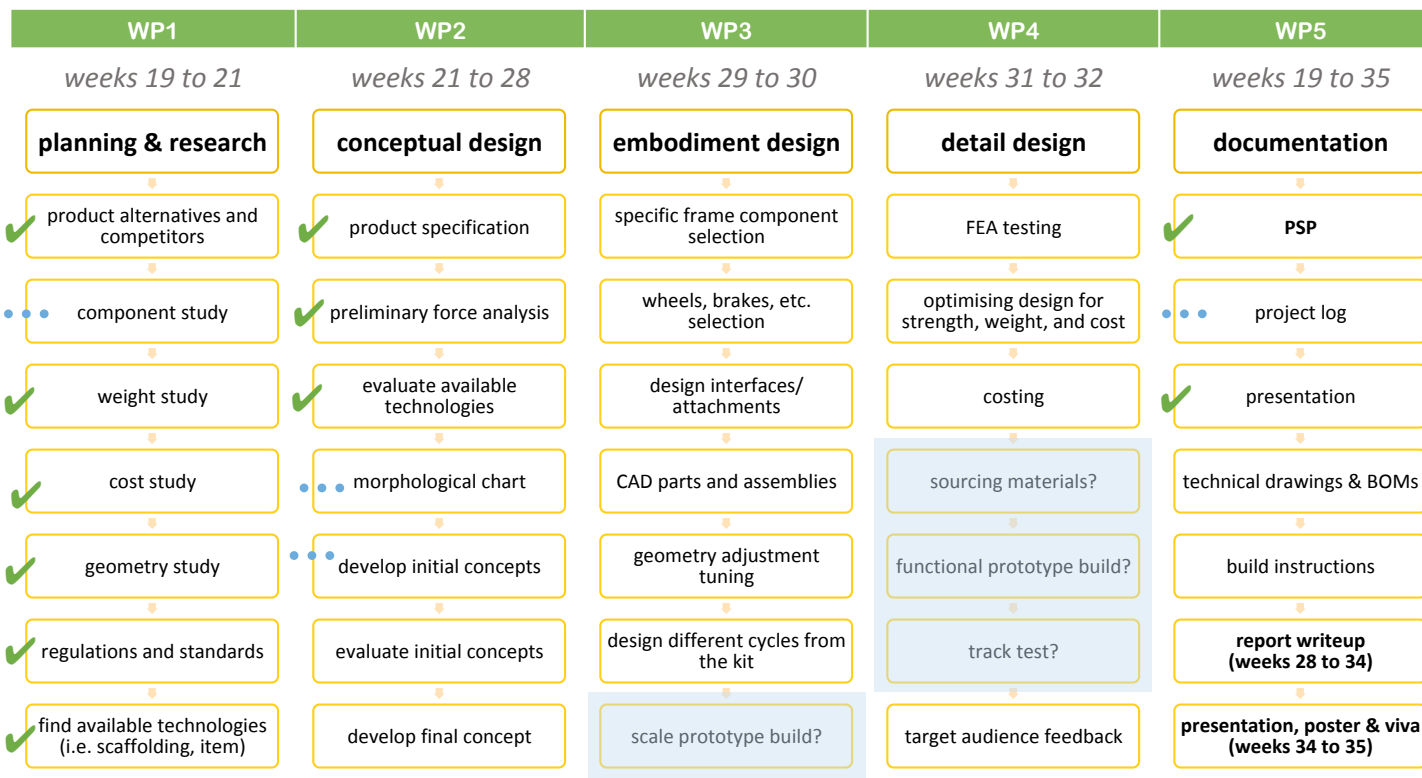 WP1
weeks 19 to 21
planning & research
product alternatives and
competitors
component study
weight study
cost study
geometry study
regulations and standards
find available technologies
(i.e. scaffolding, item)
WP2
weeks 21 to 28
conceptual design
product specification
preliminary force analysis
evaluate available
technologies
morphological chart
develop initial concepts
evaluate initial concepts
develop final concept
WP3
weeks 29 to 30
embodiment design
specific frame component
selection
wheels, brakes, etc.
selection
design interfaces/
attachments
CAD parts and assemblies
geometry adjustment
tuning
design different cycles from
the kit
scale prototype build?
WP4
weeks 31 to 32
detail design
FEA testing
optimising design for
strength, weight, and cost
costing
sourcing materials?
functional prototype build?
track test?
target audience feedback
WP5
weeks 19 to 35
documentation
PSP
project log
presentation
technical drawings & BOMs
build instructions
report writeup
(weeks 28 to 34)
presentation, poster & viva
(weeks 34 to 35)